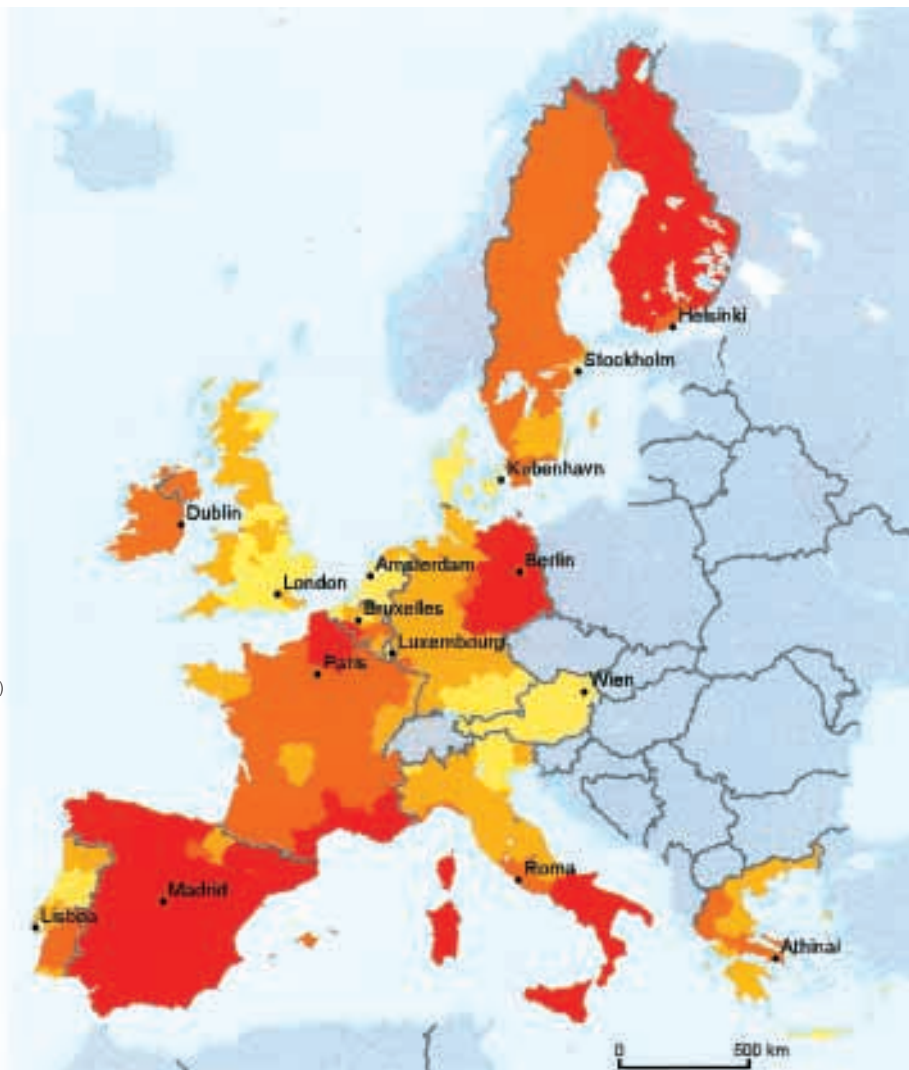 Helsinki
Stockholm
København
Dublin
Amsterdam
Berlin
London
Bruxelles
Luxembourg
Paris
)
Wien
Roma
Madrid
Lisboa
Athinai
0 500 km